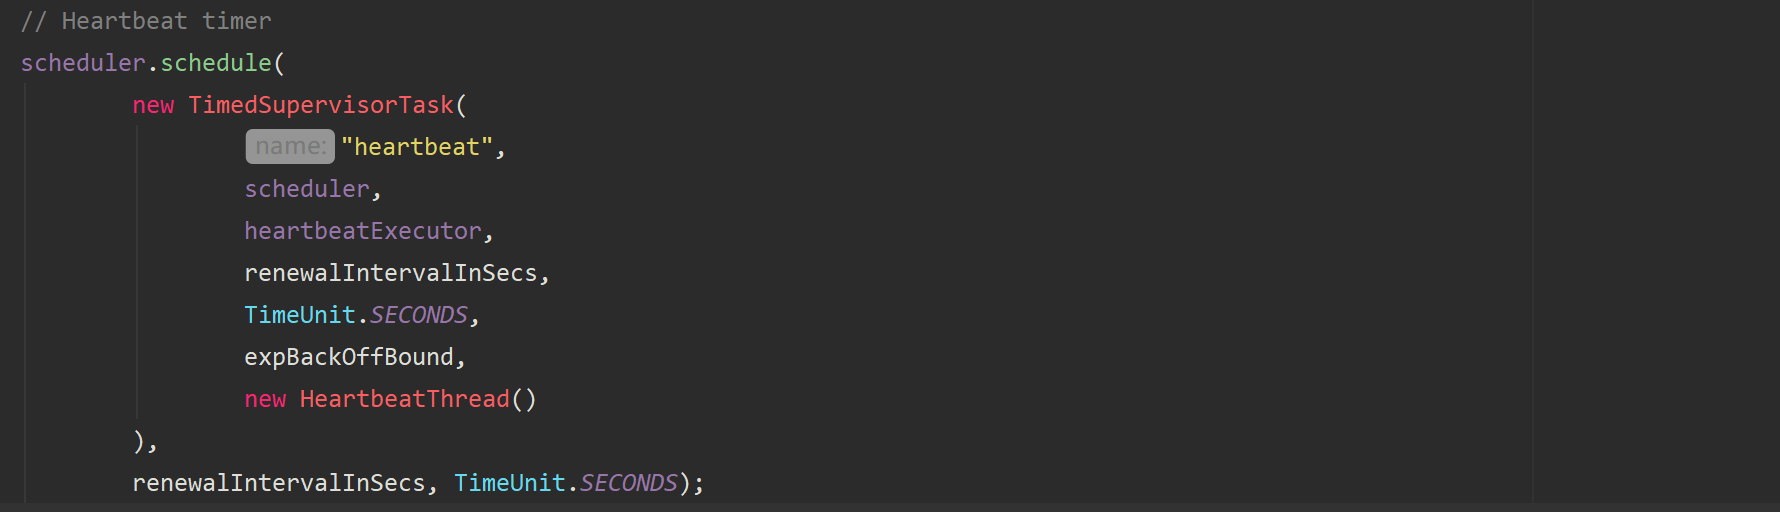 // Heartbeat timer
scheduler.schedule(
new TimedSupervisorTask(
name: "heartbeat",
scheduler,
heartbeatExecutor,
renewalIntervalInSecs,
TimeUnit.SECONDS,
expBackOffBound,
new HeartbeatThread()
),
renewalIntervalInSecs, TimeUnit.SECONDS);